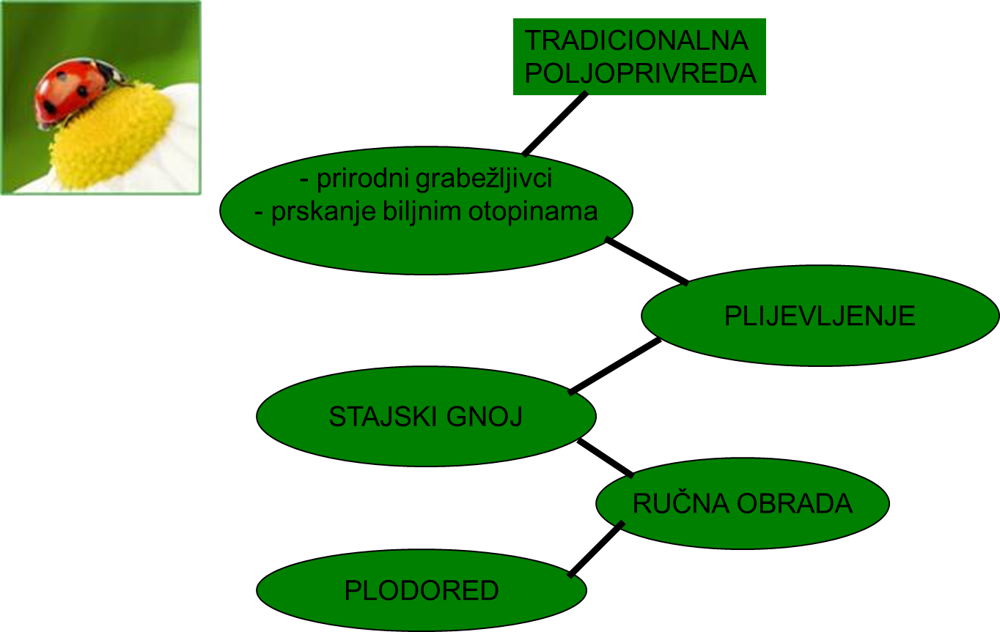 TRADICIONALNA
POLJOPRIVREDA
- prirodni grabežljivci
- prskanje biljnim otopinama
PLIJEVLJENJE
STAJSKI GNOJ
RUČNA OBRADA
PLODORED